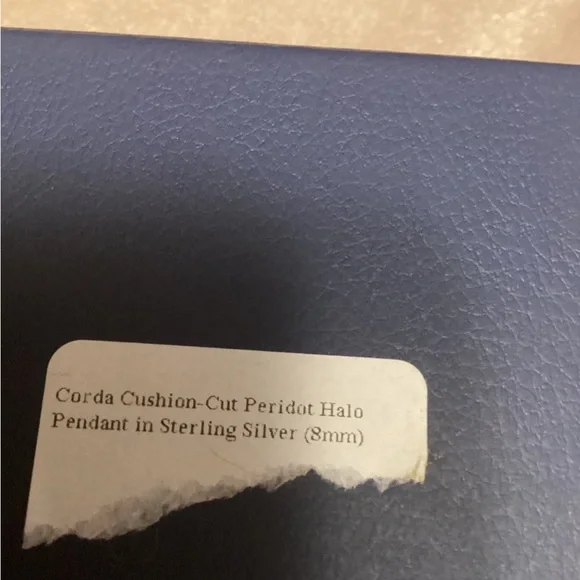 Corda Cushion-Cut Peridot Halo
Pendant in Sterling Silver (8mm)